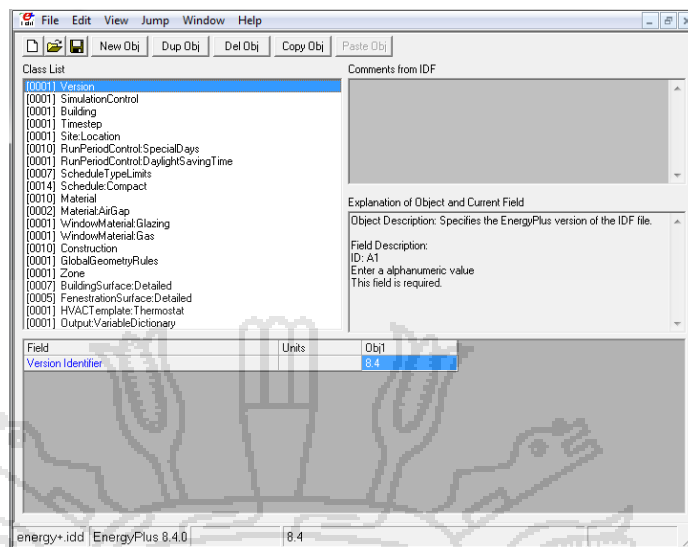 File Edit View Jump Window Help
New Obj Dup Obj Del Obj Copy Obj Paste Obj
Class List
[0001] Version
[0001] SimulationControl
[0001] Building
[0001] Timestep
[0001] Site:Location
[0010] RunPeriodControl:SpecialDays
[0001] RunPeriodControl:DaylightSavingTime
[0007] ScheduleTypeLimits
[0014] Schedule:Compact
[0010] Material
[0002] Material:AirGap
[0001] WindowMaterial:Glazing
[0001] WindowMaterial:Gas
[0010] Construction
[0001] GlobalGeometryRules
[0001] Zone
[0007] BuildingSurface:Detailed
[0005] FenestrationSurface:Detailed
[0001] HVACTemplate:Thermostat
[0001] Output:VariableDictionary
Comments from IDF
Explanation of Object and Current Field
Object Description: Specifies the EnergyPlus version of the IDF file.
Field Description:
ID: A1
Enter a alphanumeric value
This field is required.
Field Units Obj1
Version Identifier 8.4
energy+.idd EnergyPlus 8.4.0 8.4